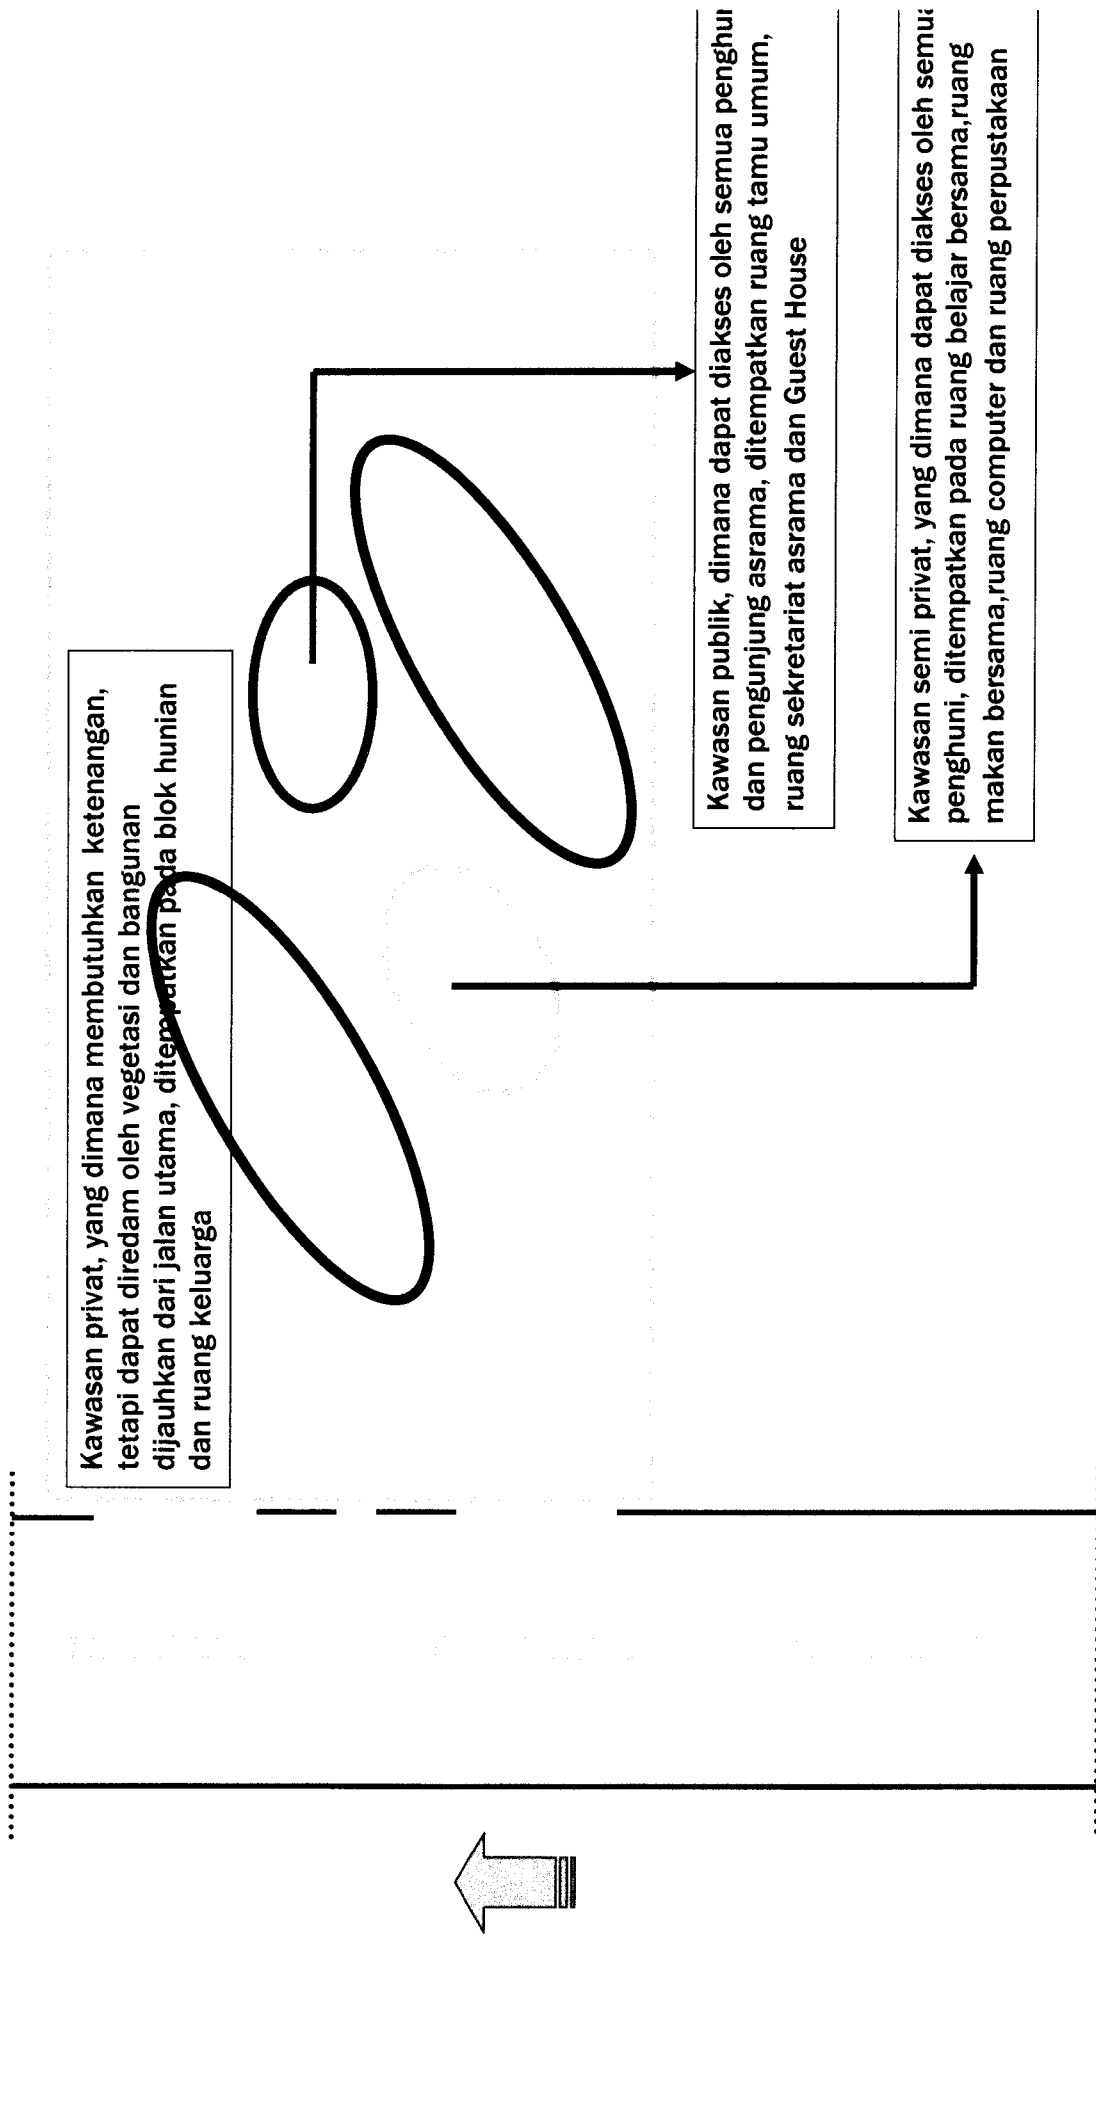 Kawasan privat, yang dimana membutuhkan ketenangan,
tetapi dapat diredam oleh vegetasi dan bangunan
dijauhkan dari jalan utama, ditempatkan pada blok hunian
dan ruang keluarga
Kawasan publik, dimana dapat diakses oleh semua
dan pengunjung asrama, ditempatkan ruang tamu umum,
ruang sekretariat asrama dan Guest House
Kawasan semi privat, yang dimana dapat diakses oleh
penghuni, ditempatkan pada ruang belajar bersama,ruang
makan bersama,ruang computer dan ruang perpustakaan